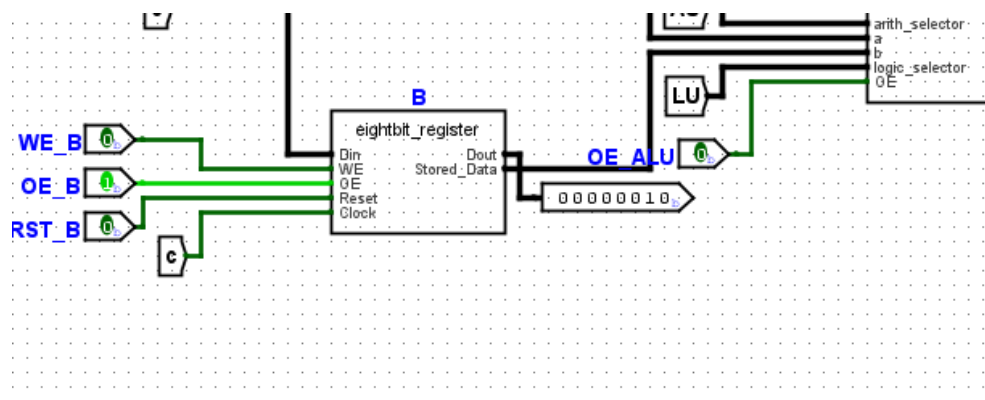 arith_selector
a
b
logic_selector
OE
LU
B
eightbit_register
WE_B
0
Din
Dout
OE_ALU
0
WE
Stored_Data
OE_B
1
OE
00000010
Reset
RST_B
0
Clock
c